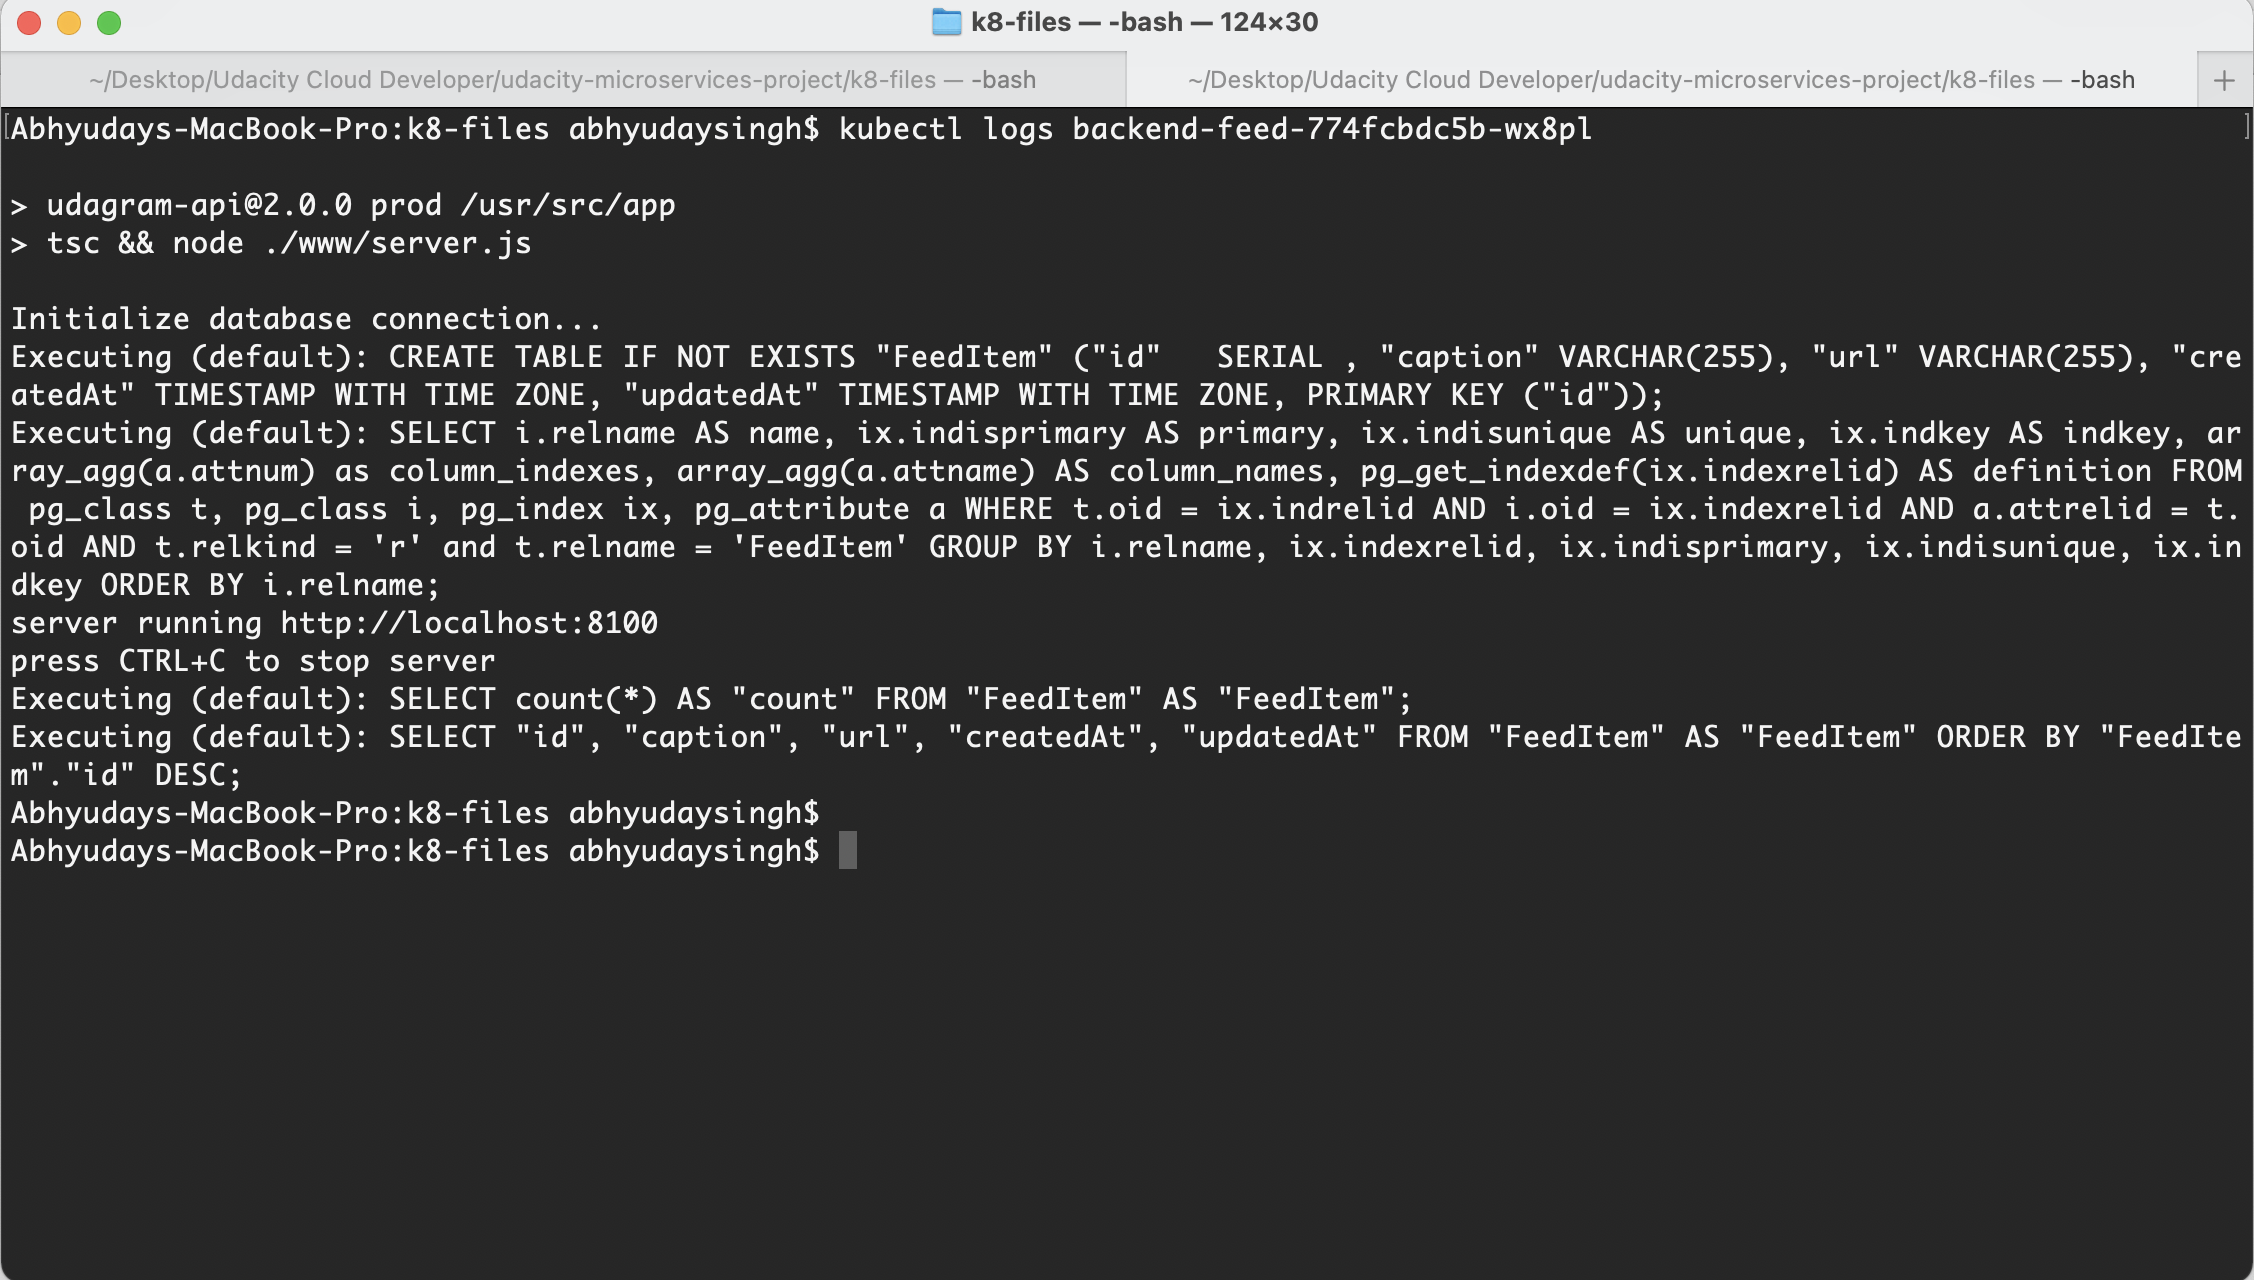 k8-files — -bash — 124×30
~/Desktop/Udacity Cloud Developer/udacity-microservices-project/k8-files — -bash
~/Desktop/Udacity Cloud Developer/udacity-microservices-project/k8-files — -bash
+
[Abhyudays-MacBook-Pro:k8-files abhyudaysingh$ kubectl logs backend-feed-774fcbdc5b-wx8pl ]
> udagram-api@2.0.0 prod /usr/src/app
> tsc && node ./www/server.js
Initialize database connection...
Executing (default): CREATE TABLE IF NOT EXISTS "FeedItem" ("id"   SERIAL , "caption" VARCHAR(255), "url" VARCHAR(255), "cre
atedAt" TIMESTAMP WITH TIME ZONE, "updatedAt" TIMESTAMP WITH TIME ZONE, PRIMARY KEY ("id"));
Executing (default): SELECT i.relname AS name, ix.indisprimary AS primary, ix.indisunique AS unique, ix.indkey AS indkey, ar
ray_agg(a.attnum) as column_indexes, array_agg(a.attname) AS column_names, pg_get_indexdef(ix.indexrelid) AS definition FROM
 pg_class t, pg_class i, pg_index ix, pg_attribute a WHERE t.oid = ix.indrelid AND i.oid = ix.indexrelid AND a.attrelid = t.
oid AND t.relkind = 'r' and t.relname = 'FeedItem' GROUP BY i.relname, ix.indexrelid, ix.indisprimary, ix.indisunique, ix.in
dkey ORDER BY i.relname;
server running http://localhost:8100
press CTRL+C to stop server
Executing (default): SELECT count(*) AS "count" FROM "FeedItem" AS "FeedItem";
Executing (default): SELECT "id", "caption", "url", "createdAt", "updatedAt" FROM "FeedItem" AS "FeedItem" ORDER BY "FeedIte
m"."id" DESC;
Abhyudays-MacBook-Pro:k8-files abhyudaysingh$
Abhyudays-MacBook-Pro:k8-files abhyudaysingh$